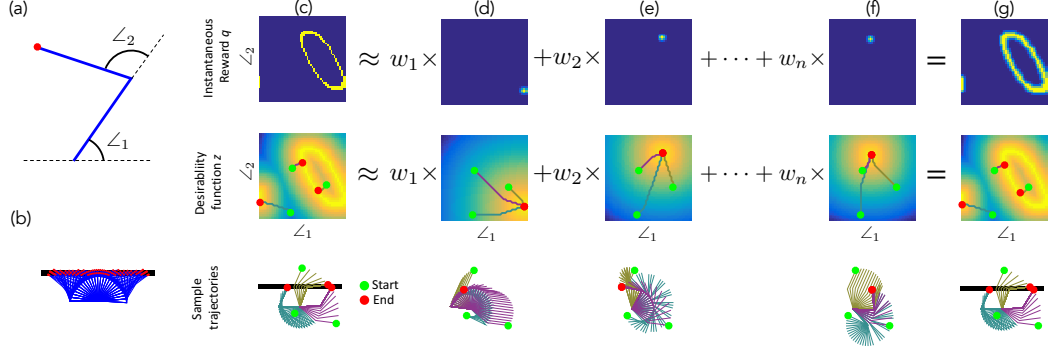 (a)
∠2
∠1
(b)
(c)
(d)
(e)
(f)
(g)
Instantaneous
Reward q
∠2
≈ w1× +w2× + ··· + wn× =
Desirability
function z
∠2
≈ w1× +w2× + ··· + wn× =
∠1
∠1
∠1
∠1
∠1
Sample
trajectories
Start
End